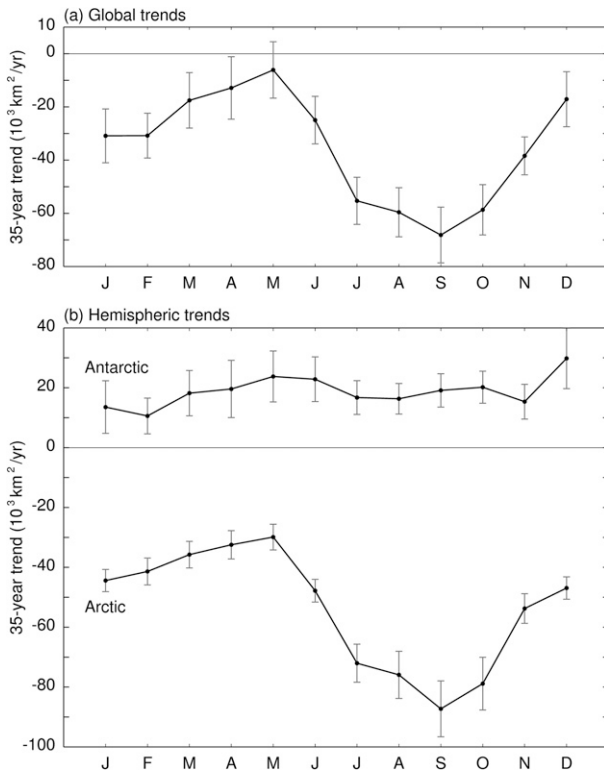 (a) Global trends
10
0
-20
-40
-60
-80
35-year trend (10³ km²/yr)
J F M A M J J A S O N D
(b) Hemispheric trends
40
20
0
-20
-40
-60
-80
-100
35-year trend (10³ km²/yr)
Antarctic
Arctic
J F M A M J J A S O N D